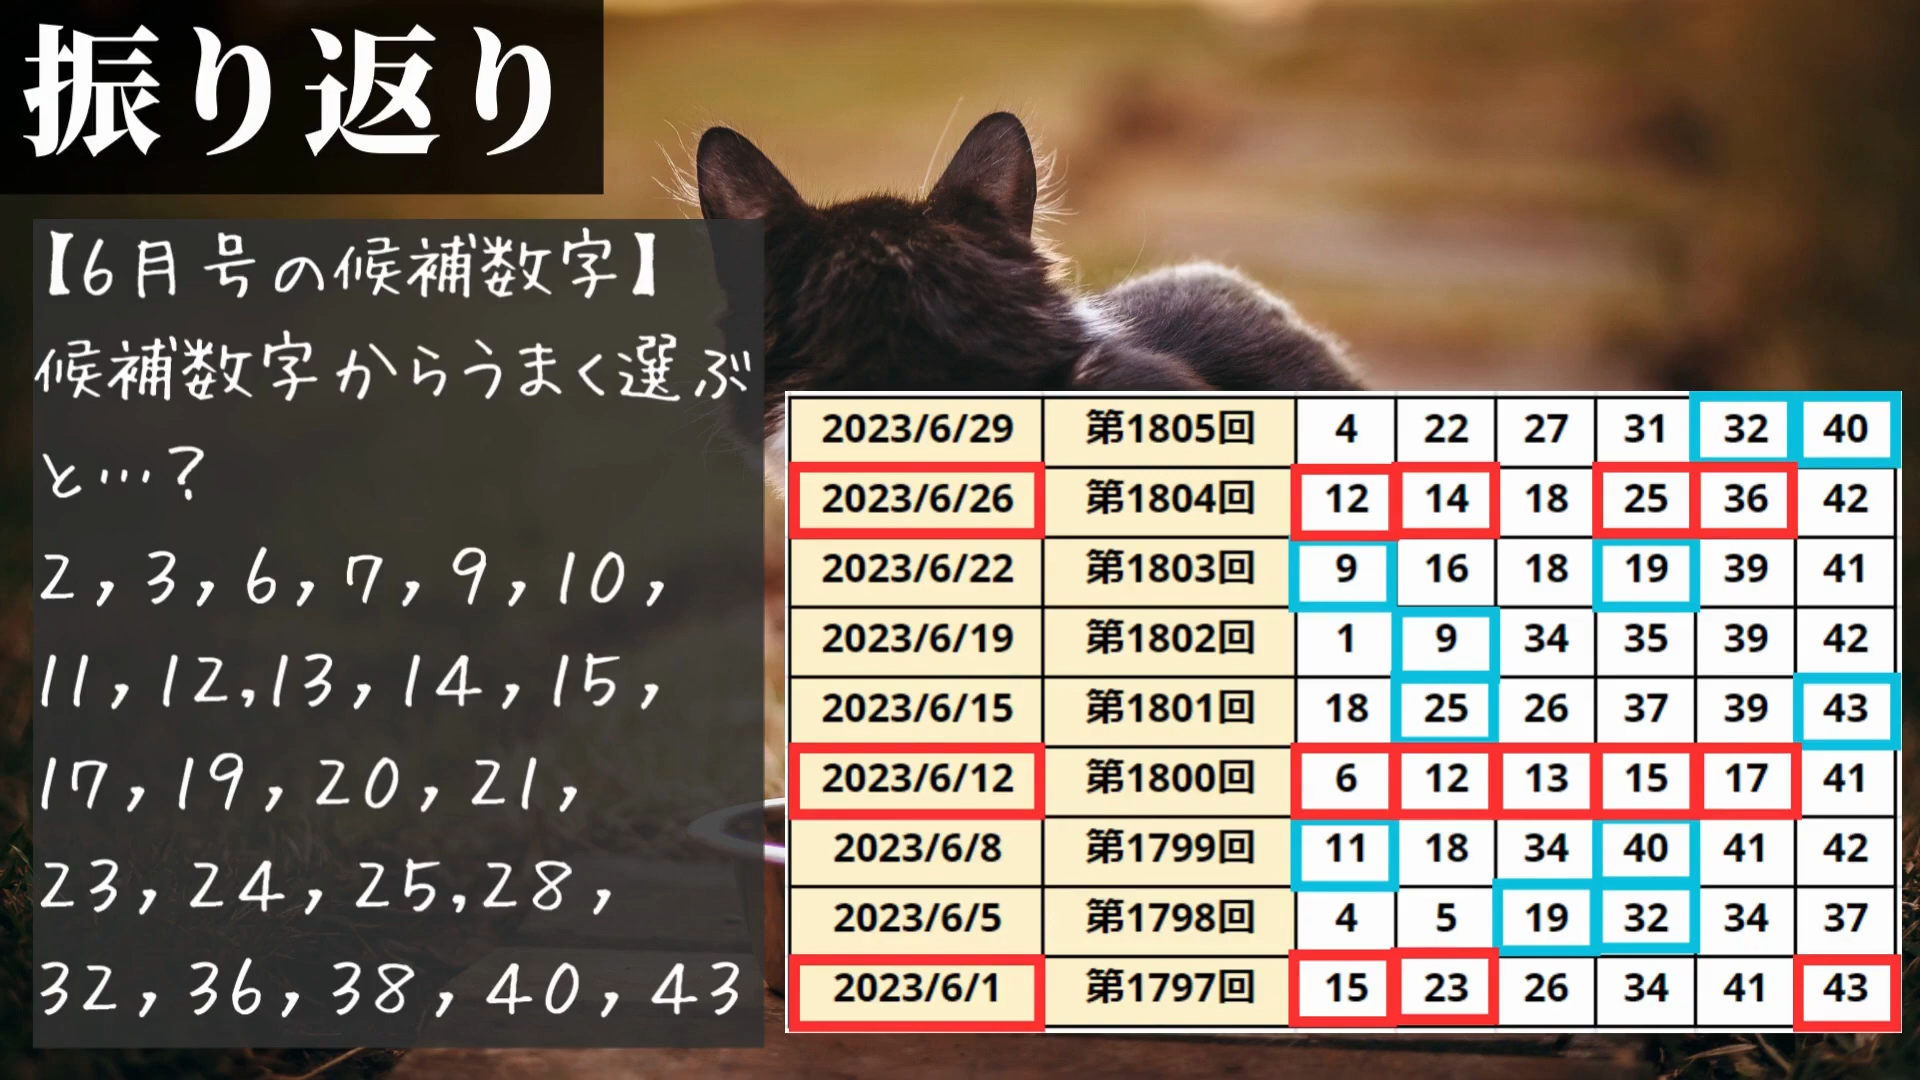 振り返り
【6月号の候補数字】
候補数字からうまく選ぶ
と…?
2,3,6,7,9,10,
11,12,13,14,15,
17,19,20,21,
23,24,25,28,
32,36,38,40,43
2023/6/29 第1805回 4 22 27 31 32 40
2023/6/26 第1804回 12 14 18 25 36 42
2023/6/22 第1803回 9 16 18 19 39 41
2023/6/19 第1802回 1 9 34 35 39 42
2023/6/15 第1801回 18 25 26 37 39 43
2023/6/12 第1800回 6 12 13 15 17 41
2023/6/8 第1799回 11 18 34 40 41 42
2023/6/5 第1798回 4 5 19 32 34 37
2023/6/1 第1797回 15 23 26 34 41 43